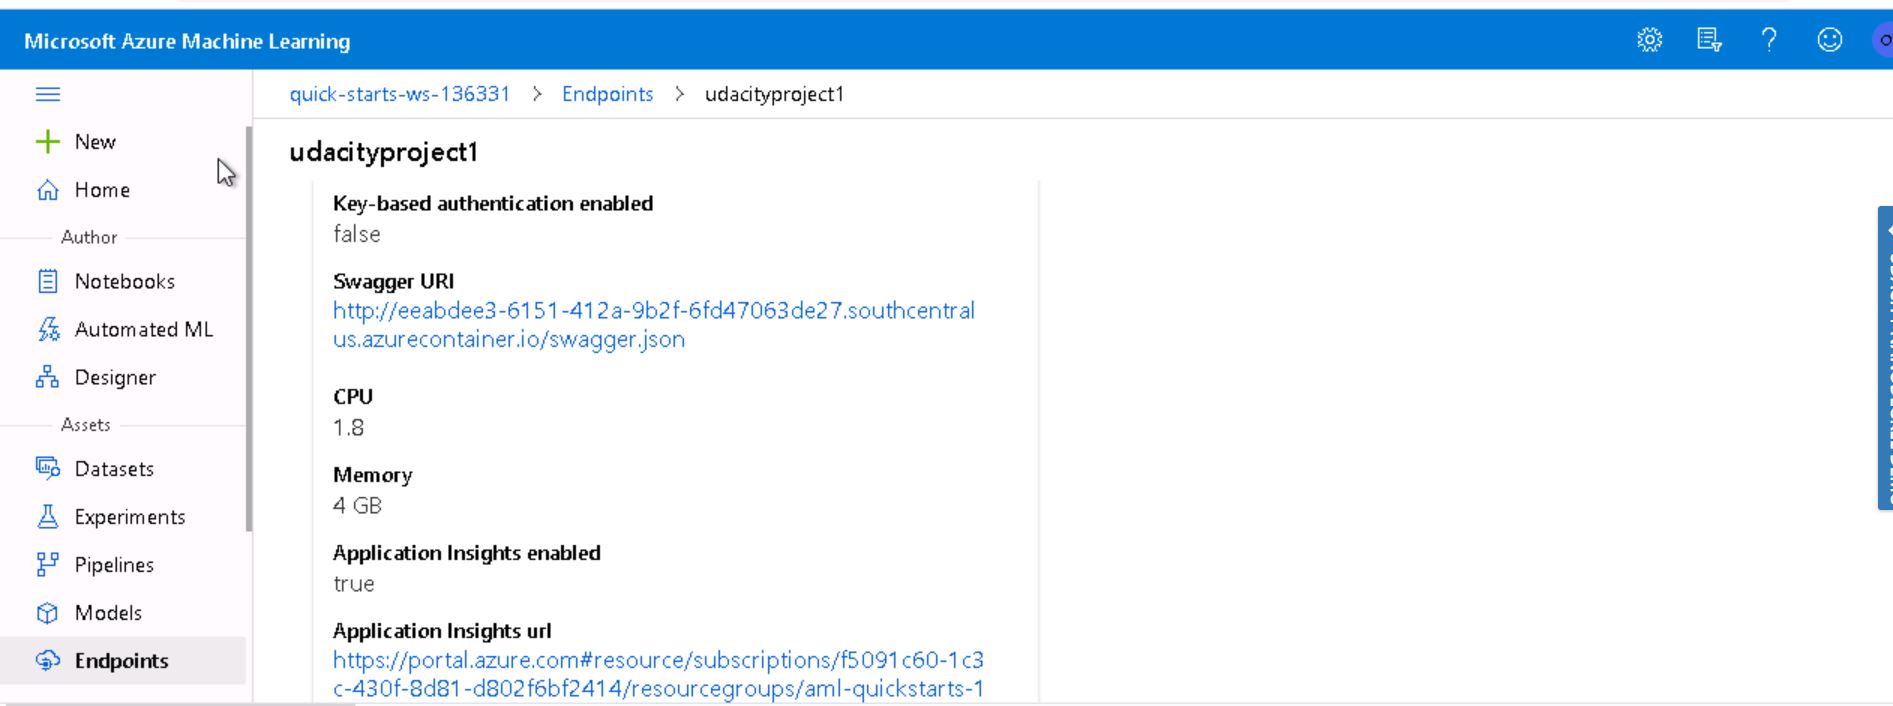 Microsoft Azure Machine Learning
quick-starts-ws-136331 > Endpoints > udacityproject1
New
Home
Author
Notebooks
Automated ML
Designer
Assets
Datasets
Experiments
Pipelines
Models
Endpoints
udacityproject1
Key-based authentication enabled
false
Swagger URI
http://eeabdee3-6151-412a-9b2f-6fd47063de27.southcentral
us.azurecontainer.io/swagger.json
CPU
1.8
Memory
4 GB
Application Insights enabled
true
Application Insights url
https://portal.azure.com#resource/subscriptions/f5091c60-1c3
c-430f-8d81-d802f6bf2414/resourcegroups/aml-quickstarts-1